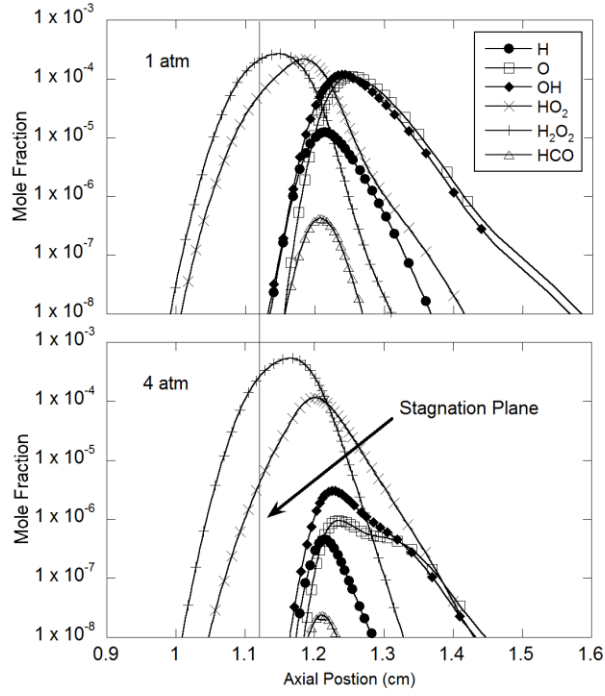 1 x 10⁻³
1 x 10⁻⁴
1 x 10⁻⁵
1 x 10⁻⁶
1 x 10⁻⁷
1 x 10⁻⁸
Mole Fraction
1 atm
H
O
OH
HO₂
H₂O₂
HCO
1 x 10⁻³
1 x 10⁻⁴
1 x 10⁻⁵
1 x 10⁻⁶
1 x 10⁻⁷
1 x 10⁻⁸
Mole Fraction
4 atm
Stagnation Plane
0.9 1 1.1 1.2 1.3 1.4 1.5 1.6
Axial Postion (cm)